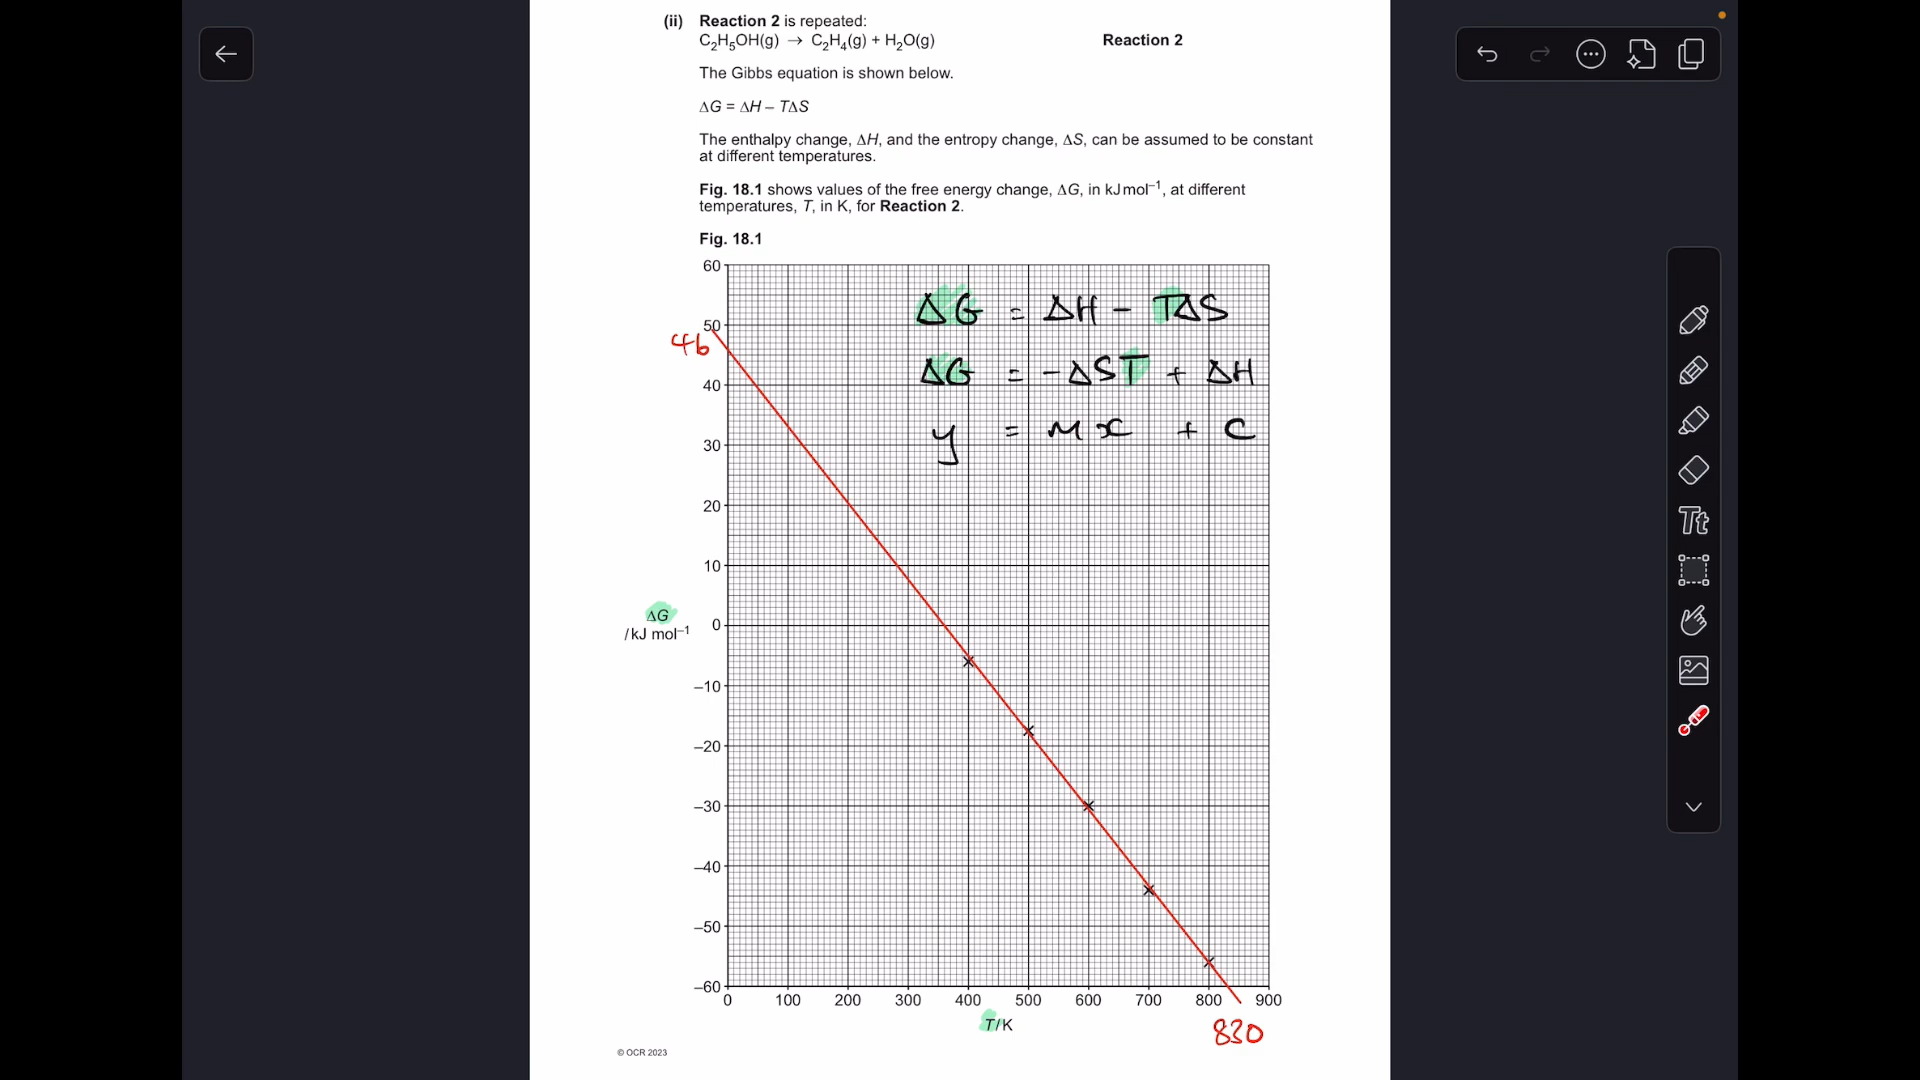 (ii) Reaction 2 is repeated:
C₂H₅OH(g) → C₂H₄(g) + H₂O(g) Reaction 2
The Gibbs equation is shown below.
ΔG = ΔH – TΔS
The enthalpy change, ΔH, and the entropy change, ΔS, can be assumed to be constant
at different temperatures.
Fig. 18.1 shows values of the free energy change, ΔG, in kJ mol⁻¹, at different
temperatures, T, in K, for Reaction 2.
Fig. 18.1
60
ΔG = ΔH – TΔS
50
46
ΔG = –ΔST + ΔH
40
y = mx + c
30
20
10
ΔG
/kJ mol⁻¹
0
–10
–20
–30
–40
–50
–60
0 100 200 300 400 500 600 700 800 900
T/K
830
© OCR 2023
Tt